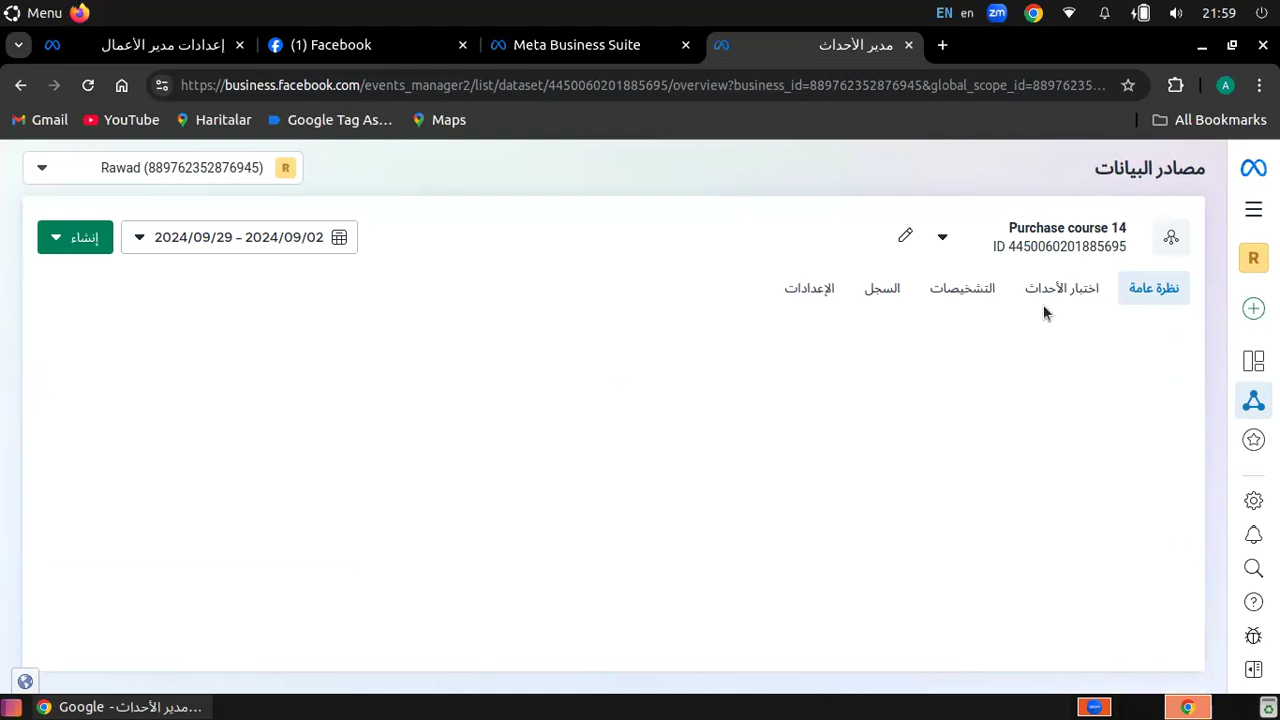 Menu
EN en zm 21:59
إعدادات مدير الأعمال
(1) Facebook
Meta Business Suite
مدير الأحداث
https://business.facebook.com/events_manager2/list/dataset/4450060201885695/overview?business_id=889762352876945&global_scope_id=88976235...
A
Gmail
YouTube
Haritalar
Google Tag As...
Maps
All Bookmarks
مصادر البيانات
Rawad (889762352876945) R
Purchase course 14
ID 4450060201885695
2024/09/02 – 2024/09/29
إنشاء
نظرة عامة
اختبار الأحداث
التشخيصات
السجل
الإعدادات
R
مدير الأحداث - Google...
zm